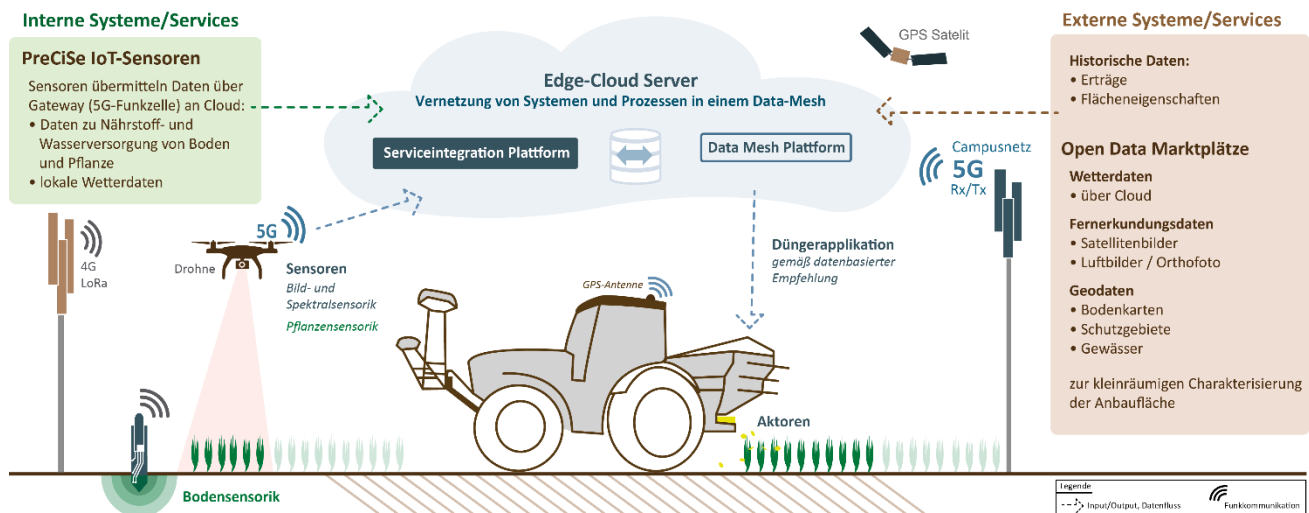 Interne Systeme/Services
PreCiSe IoT-Sensoren
Sensoren übermitteln Daten über
Gateway (5G-Funkzelle) an Cloud:
• Daten zu Nährstoff- und
Wasserversorgung von Boden
und Pflanze
• lokale Wetterdaten
4G
LoRa
Drohne
5G
Sensoren
Bild- und
Spektralsensorik
Pflanzensensorik
Bodensensorik
Edge-Cloud Server
Vernetzung von Systemen und Prozessen in einem Data-Mesh
Serviceintegration Plattform
Data Mesh Plattform
GPS Satelit
GPS-Antenne
Düngerapplikation
gemäß datenbasierter
Empfehlung
Aktoren
Campusnetz
5G
Rx/Tx
Externe Systeme/Services
Historische Daten:
• Erträge
• Flächeneigenschaften
Open Data Marktplätze
Wetterdaten
• über Cloud
Fernerkundungsdaten
• Satellitenbilder
• Luftbilder / Orthofoto
Geodaten
• Bodenkarten
• Schutzgebiete
• Gewässer
zur kleinräumigen Charakterisierung
der Anbaufläche
Legende
Input/Output, Datenfluss
Funkkommunikation